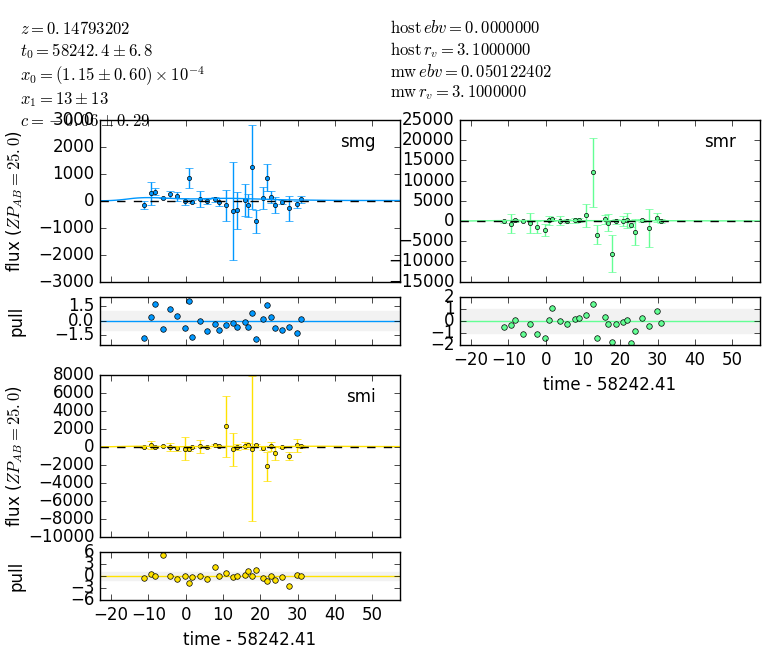 z = 0.14793202
t₀ = 58242.4 ± 6.8
x₀ = (1.15 ± 0.60) × 10⁻⁴
x₁ = 13 ± 13
c = −0.06 ± 0.29
host ebv = 0.0000000
host r_v = 3.1000000
mw ebv = 0.050122402
mw r_v = 3.1000000
smg
3000
2000
1000
0
−1000
−2000
−3000
flux (ZP_AB = 25.0)
1.5
0.0
−1.5
pull
smr
25000
20000
15000
10000
5000
0
−5000
−10000
−15000
2
1
0
−1
−2
−20 −10 0 10 20 30 40 50
time - 58242.41
smi
8000
6000
4000
2000
0
−2000
−4000
−6000
−8000
−10000
flux (ZP_AB = 25.0)
6
3
0
−3
−6
pull
−20 −10 0 10 20 30 40 50
time - 58242.41